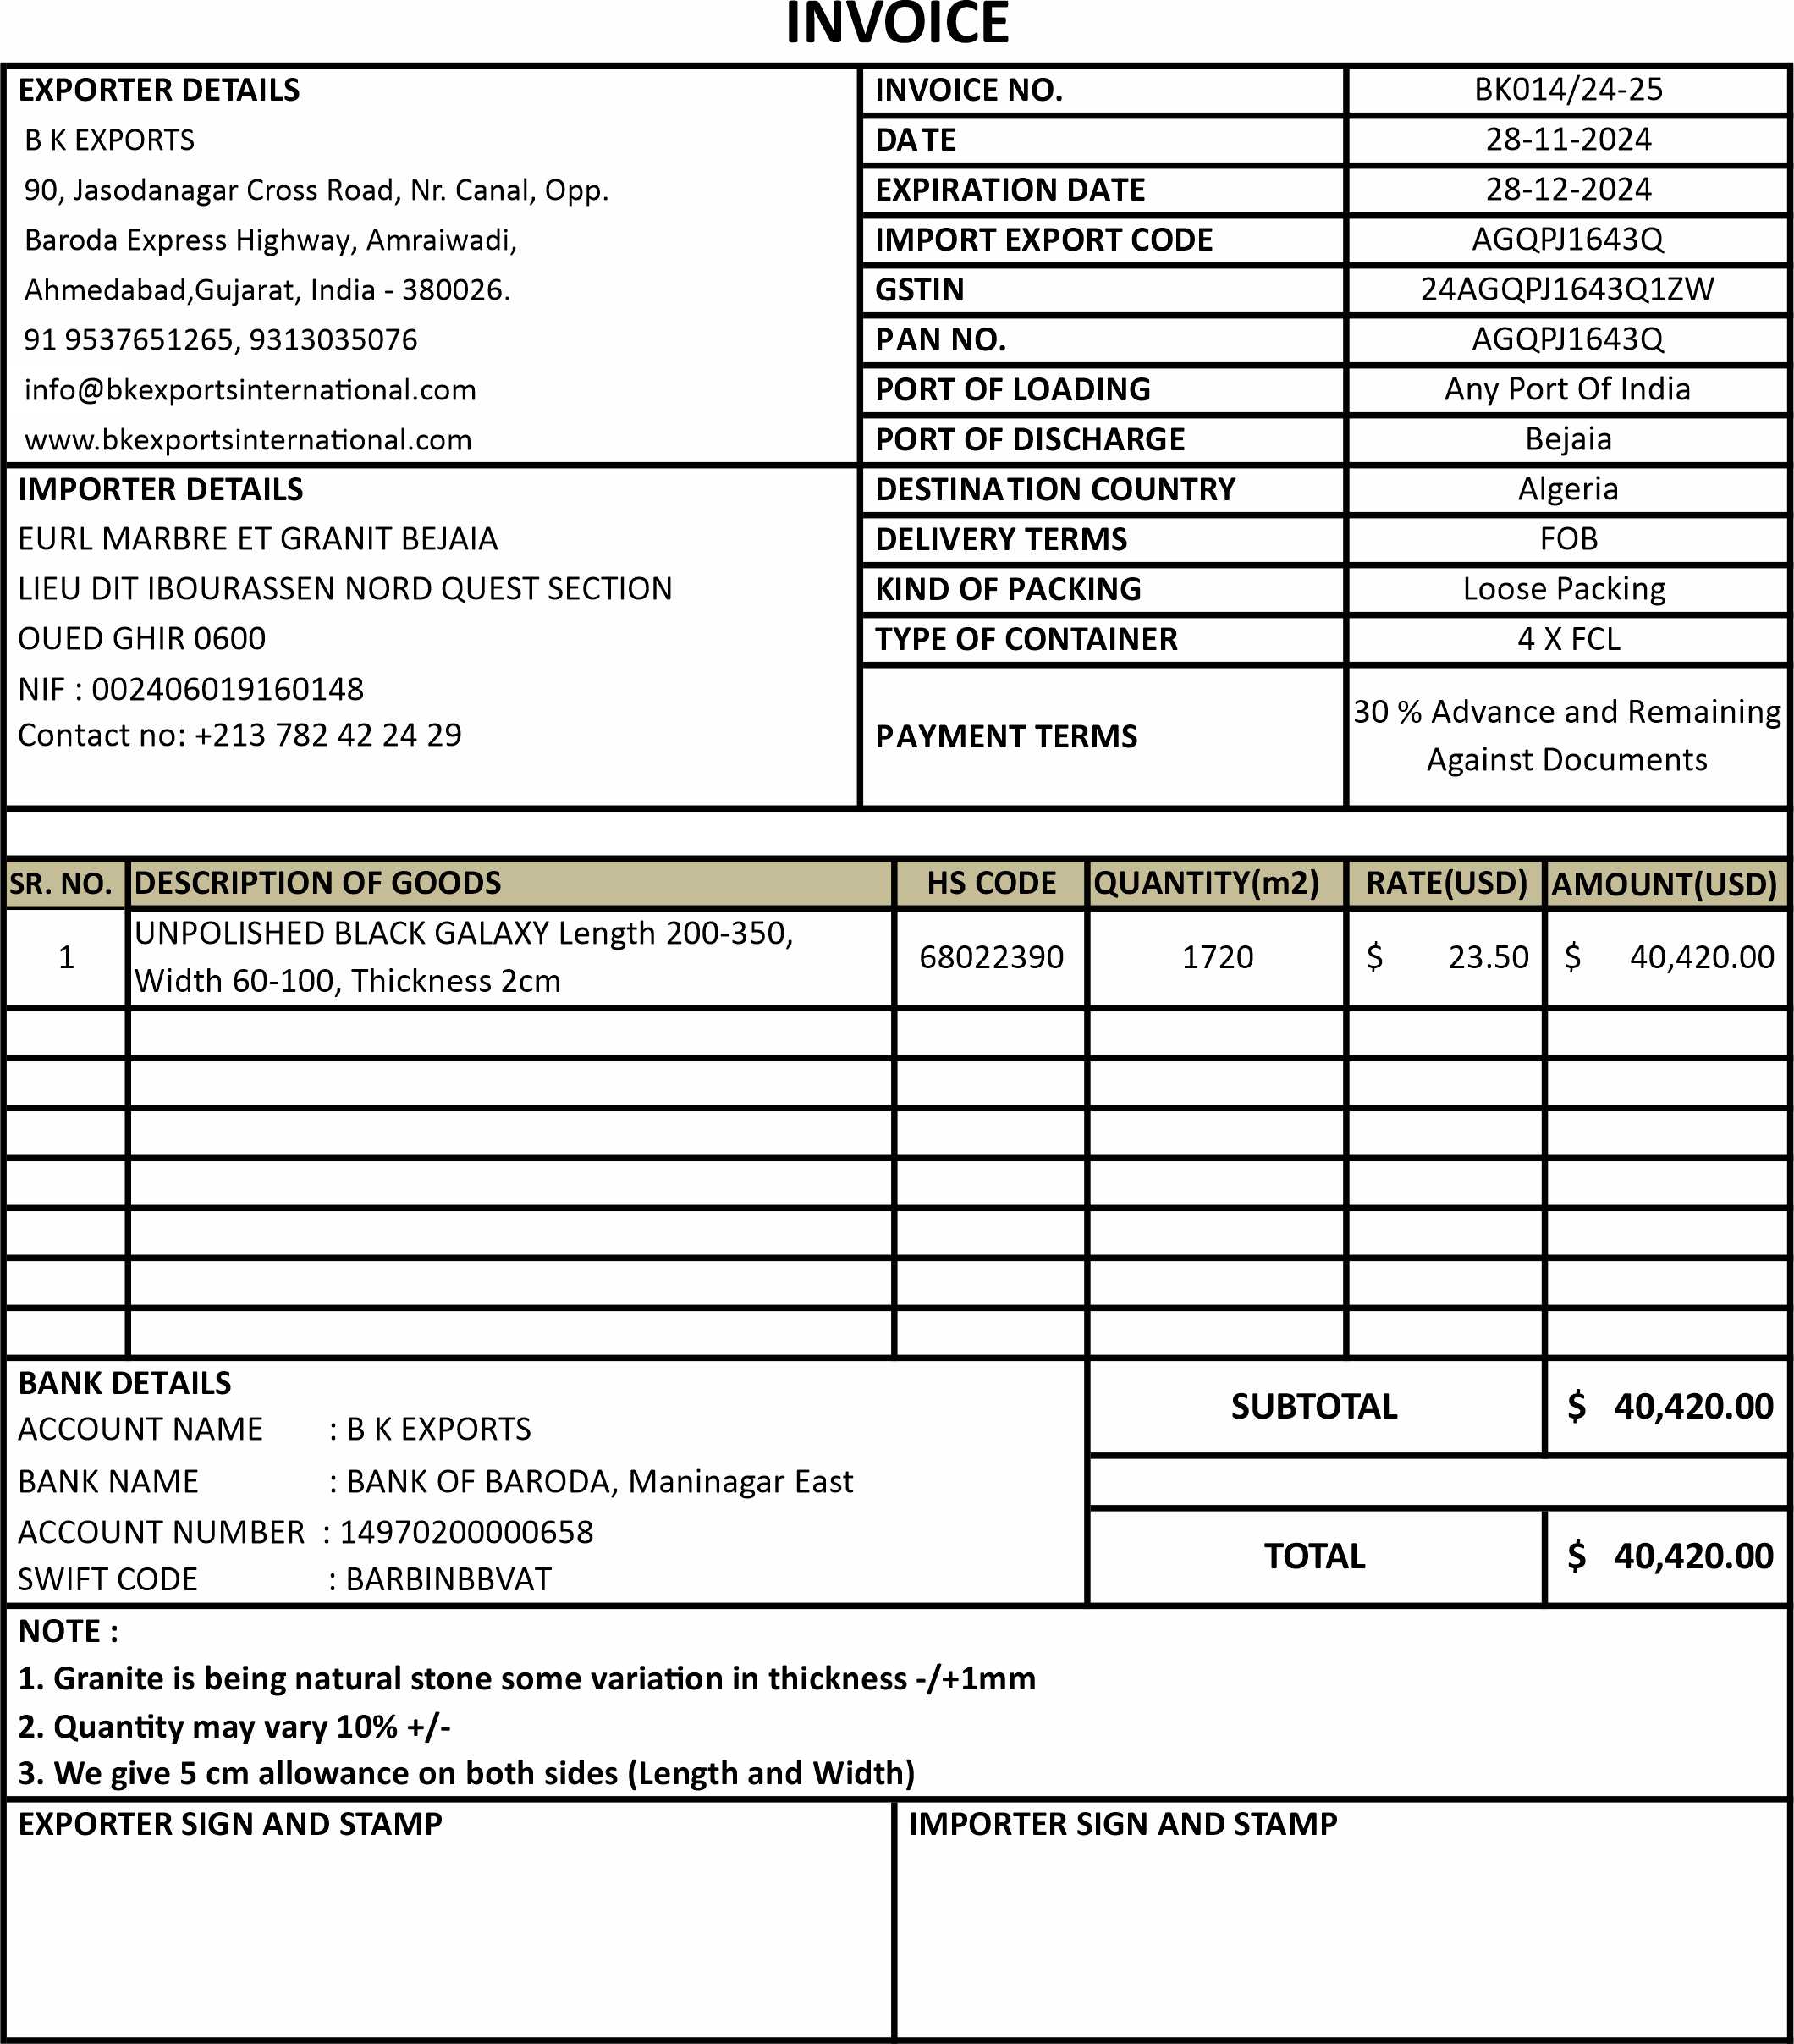 INVOICE
EXPORTER DETAILS
B K EXPORTS
90, Jasodanagar Cross Road, Nr. Canal, Opp.
Baroda Express Highway, Amraiwadi,
Ahmedabad,Gujarat, India - 380026.
91 9537651265, 9313035076
info@bkexportsinternational.com
www.bkexportsinternational.com
IMPORTER DETAILS
EURL MARBRE ET GRANIT BEJAIA
LIEU DIT IBOURASSEN NORD QUEST SECTION
OUED GHIR 0600
NIF : 002406019160148
Contact no: +213 782 42 24 29
INVOICE NO. BK014/24-25
DATE 28-11-2024
EXPIRATION DATE 28-12-2024
IMPORT EXPORT CODE AGQPJ1643Q
GSTIN 24AGQPJ1643Q1ZW
PAN NO. AGQPJ1643Q
PORT OF LOADING Any Port Of India
PORT OF DISCHARGE Bejaia
DESTINATION COUNTRY Algeria
DELIVERY TERMS FOB
KIND OF PACKING Loose Packing
TYPE OF CONTAINER 4 X FCL
PAYMENT TERMS 30 % Advance and Remaining
Against Documents
SR. NO. DESCRIPTION OF GOODS HS CODE QUANTITY(m2) RATE(USD) AMOUNT(USD)
1 UNPOLISHED BLACK GALAXY Length 200-350,
Width 60-100, Thickness 2cm 68022390 1720 $ 23.50 $ 40,420.00
BANK DETAILS
ACCOUNT NAME : B K EXPORTS
BANK NAME : BANK OF BARODA, Maninagar East
ACCOUNT NUMBER : 14970200000658
SWIFT CODE : BARBINBBVAT
SUBTOTAL $ 40,420.00
TOTAL $ 40,420.00
NOTE :
1. Granite is being natural stone some variation in thickness -/+1mm
2. Quantity may vary 10% +/-
3. We give 5 cm allowance on both sides (Length and Width)
EXPORTER SIGN AND STAMP
IMPORTER SIGN AND STAMP